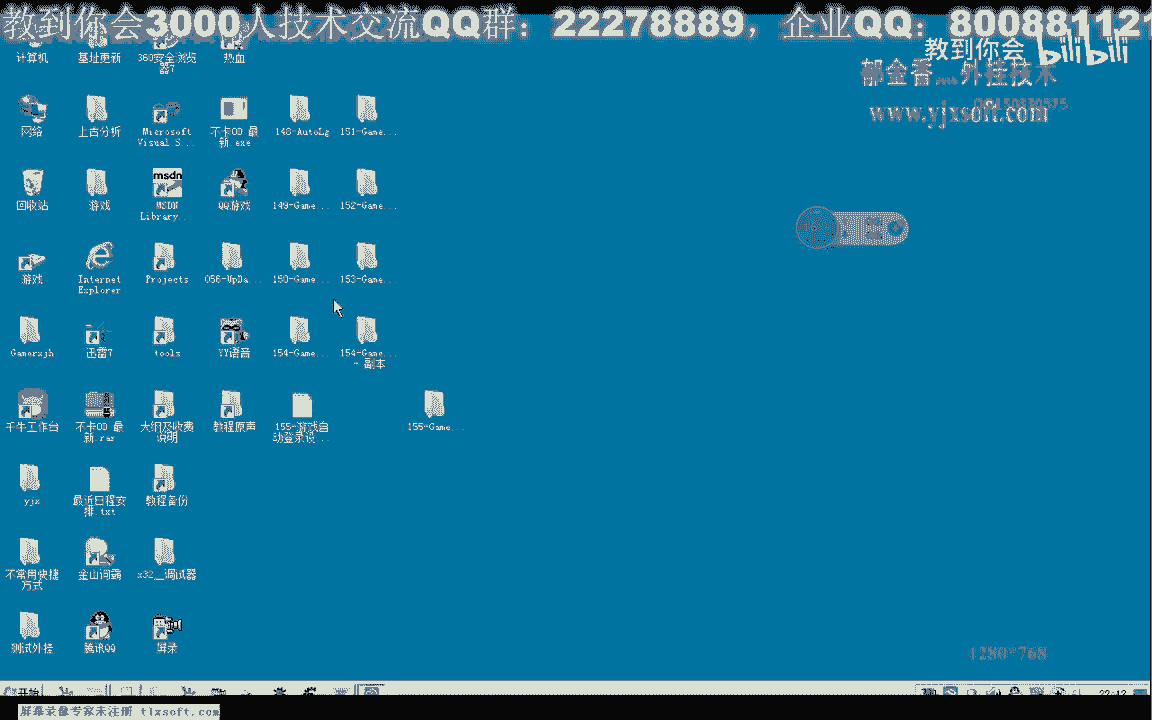 教到你会3000人技术交流QQ群：22278889，企业QQ：800881121
教到你会 bilibili
郁金香 外挂技术
www.yjxsoft.com
计算机
基址更新
360安全浏览器7
热血
网络
上古分析
Microsoft Visual S...
不卡OD 最新.exe
148-AutoLg
151-Game...
回收站
游戏
MSDN Library...
QQ游戏
149-Game...
152-Game...
游戏
Internet Explorer
Projects
056-UpDa...
150-Game...
153-Game...
Gamerxjh
迅雷7
tools
YY语音
154-Game...
154-Game... - 副本
千牛工作台
不卡OD 最新.rar
大纲及收费说明
教程原声
155-游戏自动登录设...
155-Game...
yjx
最近日程安排.txt
教程备份
不常用快捷方式
金山词霸
x32__调试器
测试外挂
腾讯QQ
屏录
1280*768
开始
22:12
屏幕录像专家未注册 tlxsoft.com